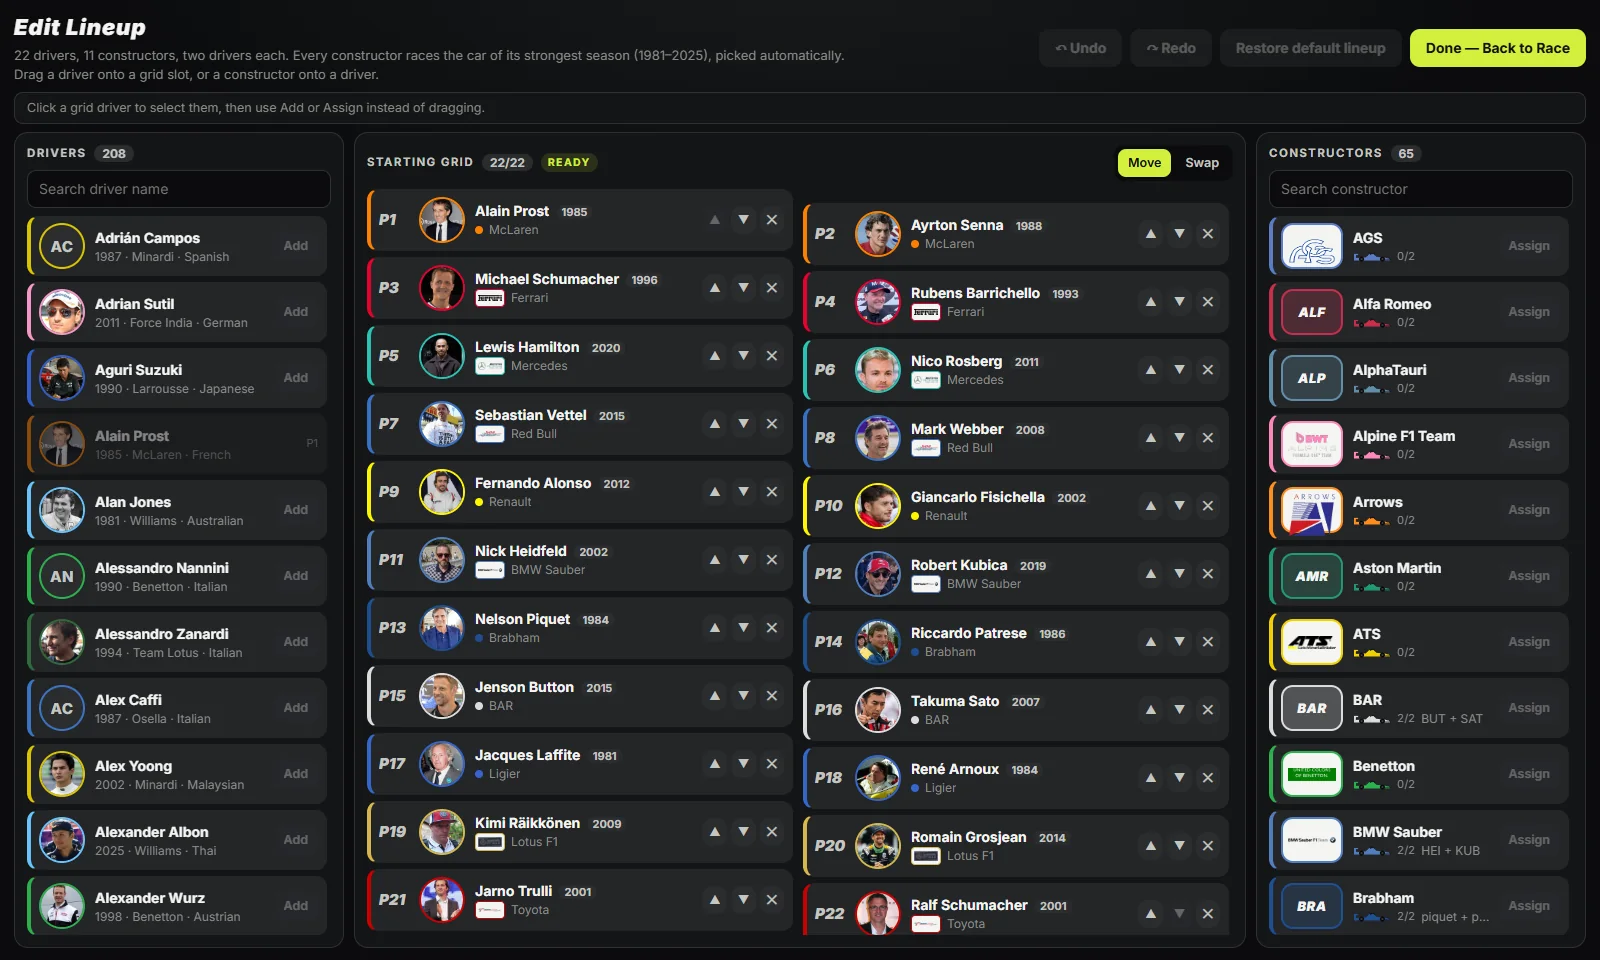 Edit Lineup
22 drivers, 11 constructors, two drivers each. Every constructor races the car of its strongest season (1981–2025), picked automatically.
Drag a driver onto a grid slot, or a constructor onto a driver.
↶ Undo
↷ Redo
Restore default lineup
Done — Back to Race
Click a grid driver to select them, then use Add or Assign instead of dragging.
DRIVERS 208
Search driver name
AC
Adrián Campos
1987 · Minardi · Spanish
Add
Adrian Sutil
2011 · Force India · German
Add
Aguri Suzuki
1990 · Larrousse · Japanese
Add
Alain Prost
1985 · McLaren · French
P1
Alan Jones
1981 · Williams · Australian
Add
AN
Alessandro Nannini
1990 · Benetton · Italian
Add
Alessandro Zanardi
1994 · Team Lotus · Italian
Add
AC
Alex Caffi
1987 · Osella · Italian
Add
Alex Yoong
2002 · Minardi · Malaysian
Add
Alexander Albon
2025 · Williams · Thai
Add
Alexander Wurz
1998 · Benetton · Austrian
Add
STARTING GRID 22/22 READY
Move
Swap
P1
Alain Prost 1985
McLaren
P2
Ayrton Senna 1988
McLaren
P3
Michael Schumacher 1996
Ferrari
P4
Rubens Barrichello 1993
Ferrari
P5
Lewis Hamilton 2020
Mercedes
P6
Nico Rosberg 2011
Mercedes
P7
Sebastian Vettel 2015
Red Bull
P8
Mark Webber 2008
Red Bull
P9
Fernando Alonso 2012
Renault
P10
Giancarlo Fisichella 2002
Renault
P11
Nick Heidfeld 2002
BMW Sauber
P12
Robert Kubica 2019
BMW Sauber
P13
Nelson Piquet 1984
Brabham
P14
Riccardo Patrese 1986
Brabham
P15
Jenson Button 2015
BAR
P16
Takuma Sato 2007
BAR
P17
Jacques Laffite 1981
Ligier
P18
René Arnoux 1984
Ligier
P19
Kimi Räikkönen 2009
Lotus F1
P20
Romain Grosjean 2014
Lotus F1
P21
Jarno Trulli 2001
Toyota
P22
Ralf Schumacher 2001
Toyota
CONSTRUCTORS 65
Search constructor
AGS
0/2
Assign
ALF
Alfa Romeo
0/2
Assign
ALP
AlphaTauri
0/2
Assign
BWT
Alpine F1 Team
0/2
Assign
ARROWS
Arrows
0/2
Assign
AMR
Aston Martin
0/2
Assign
ATS
ATS
0/2
Assign
BAR
BAR
2/2 BUT + SAT
Assign
UNITED COLORS
OF BENETTON
Benetton
0/2
Assign
BMW Sauber F1 Team
BMW Sauber
2/2 HEI + KUB
Assign
BRA
Brabham
2/2 piquet + p...
Assign